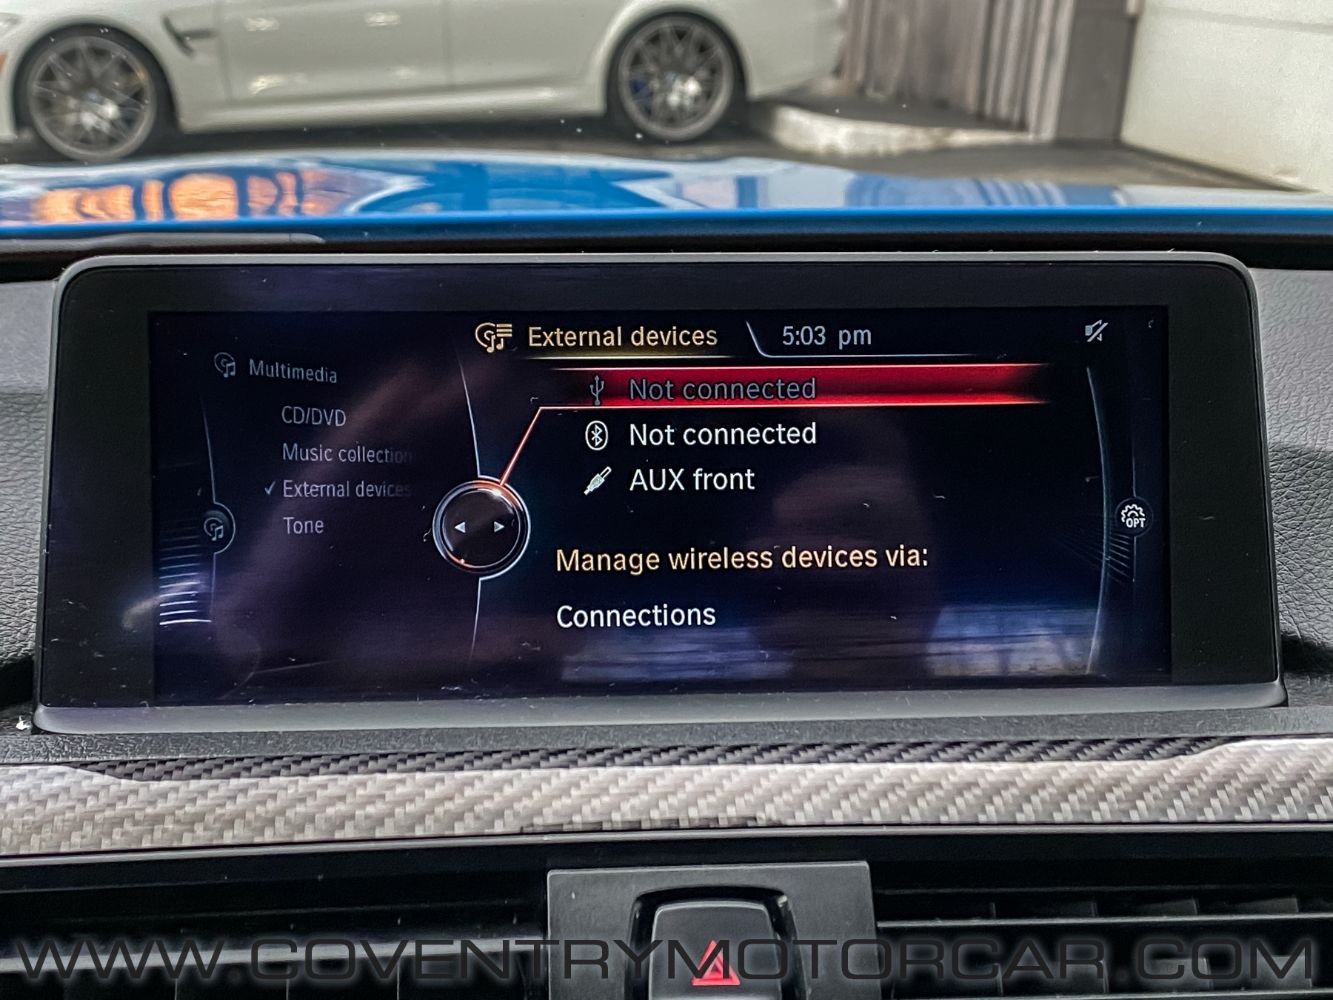 External devices 5:03 pm
Multimedia
CD/DVD
Music collection
External devices
Tone
Not connected
Not connected
AUX front
Manage wireless devices via:
Connections
OPT
WWW.COVENTRYMOTORCAR.COM